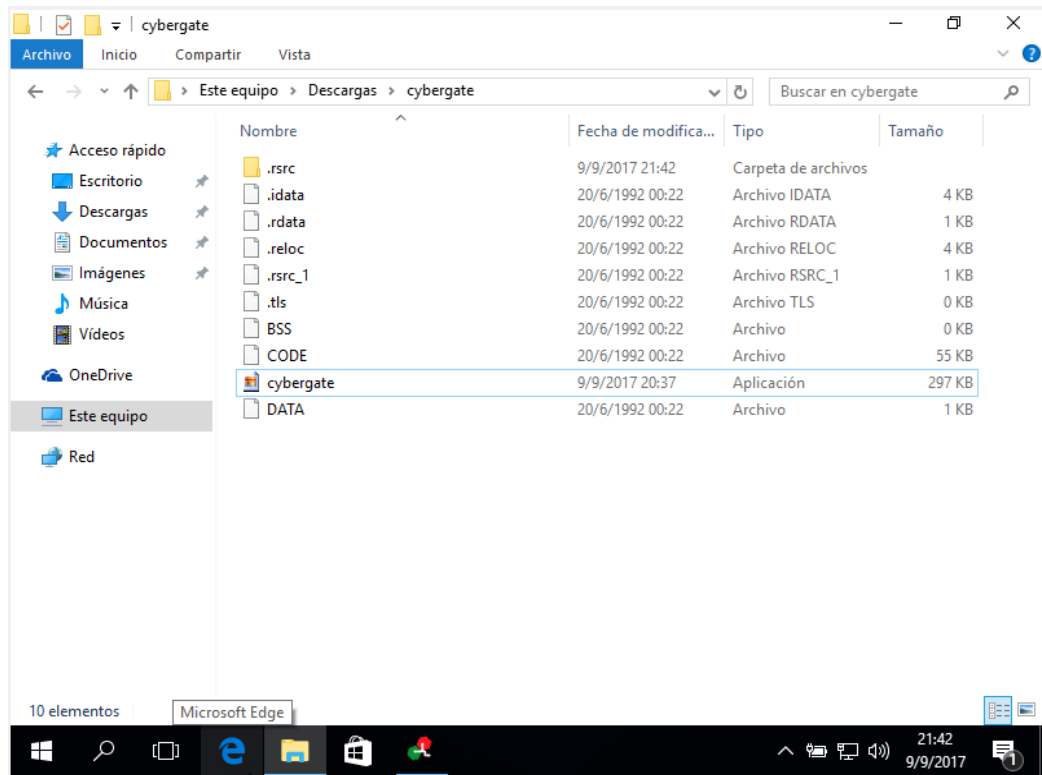 cybergate
Archivo Inicio Compartir Vista
Este equipo > Descargas > cybergate Buscar en cybergate
Nombre Fecha de modifica... Tipo Tamaño
Acceso rápido
Escritorio
Descargas
Documentos
Imágenes
Música
Vídeos
OneDrive
Este equipo
Red
.rsrc 9/9/2017 21:42 Carpeta de archivos
.idata 20/6/1992 00:22 Archivo IDATA 4 KB
.rdata 20/6/1992 00:22 Archivo RDATA 1 KB
.reloc 20/6/1992 00:22 Archivo RELOC 4 KB
.rsrc_1 20/6/1992 00:22 Archivo RSRC_1 1 KB
.tls 20/6/1992 00:22 Archivo TLS 0 KB
BSS 20/6/1992 00:22 Archivo 0 KB
CODE 20/6/1992 00:22 Archivo 55 KB
cybergate 9/9/2017 20:37 Aplicación 297 KB
DATA 20/6/1992 00:22 Archivo 1 KB
10 elementos
Microsoft Edge
21:42
9/9/2017
1